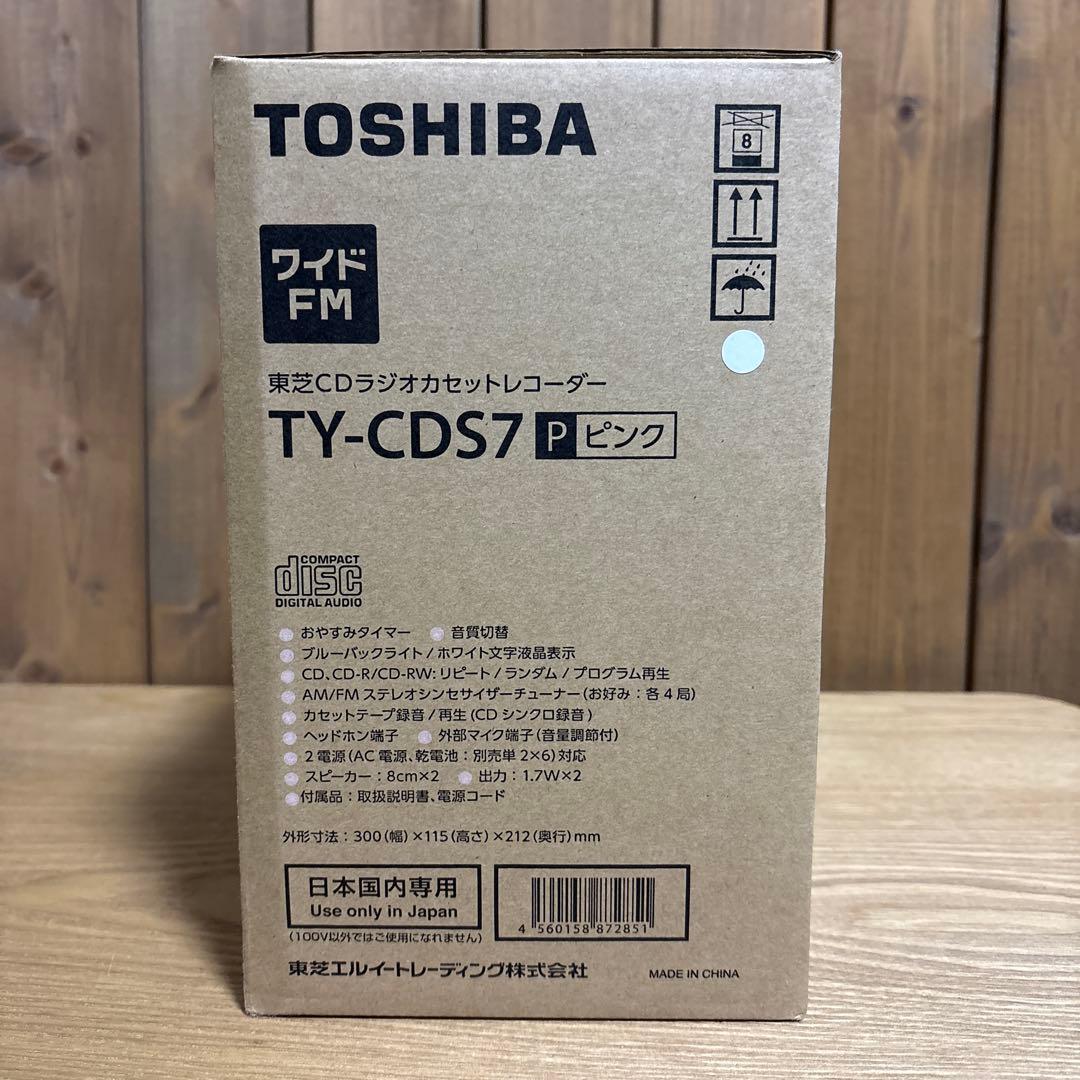 TOSHIBA
8
ワイド
FM
東芝CDラジオカセットレコーダー
TY-CDS7 P ピンク
COMPACT
disc
DIGITAL AUDIO
おやすみタイマー 音質切替
ブルーバックライト/ホワイト文字液晶表示
CD、CD-R/CD-RW:リピート/ランダム/プログラム再生
AM/FM ステレオシンセサイザーチューナー(お好み:各4局)
カセットテープ録音/再生(CDシンクロ録音)
ヘッドホン端子 外部マイク端子(音量調節付)
2電源(AC電源、乾電池:別売単2×6)対応
スピーカー:8cm×2 出力:1.7W×2
付属品:取扱説明書、電源コード
外形寸法:300(幅)×115(高さ)×212(奥行)mm
日本国内専用
Use only in Japan
(100V以外ではご使用になれません)
4 560158 872851
東芝エルイートレーディング株式会社
MADE IN CHINA